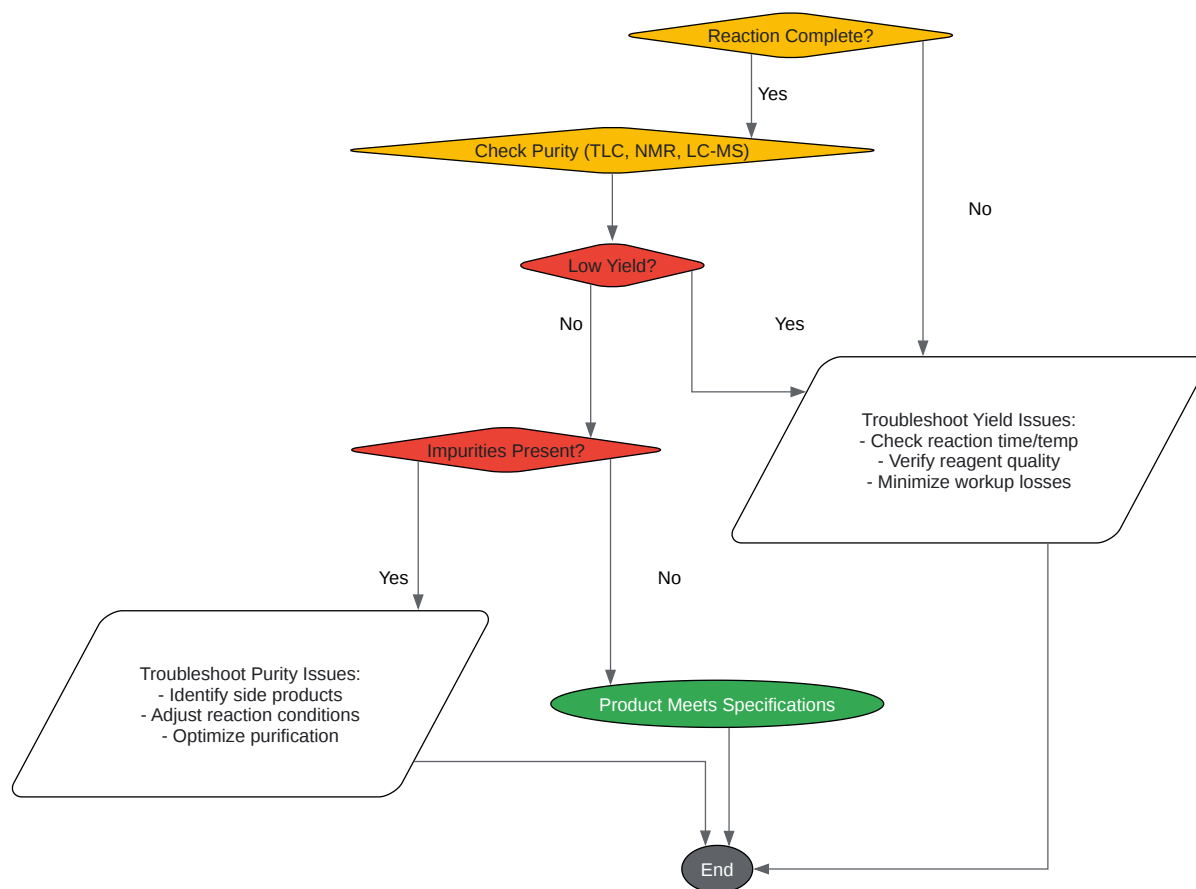 Reaction Complete?
Yes
Check Purity (TLC, NMR, LC-MS)
No
Low Yield?
No
Yes
Troubleshoot Yield Issues:
- Check reaction time/temp
- Verify reagent quality
- Minimize workup losses
Impurities Present?
Yes
No
Troubleshoot Purity Issues:
- Identify side products
- Adjust reaction conditions
- Optimize purification
Product Meets Specifications
End